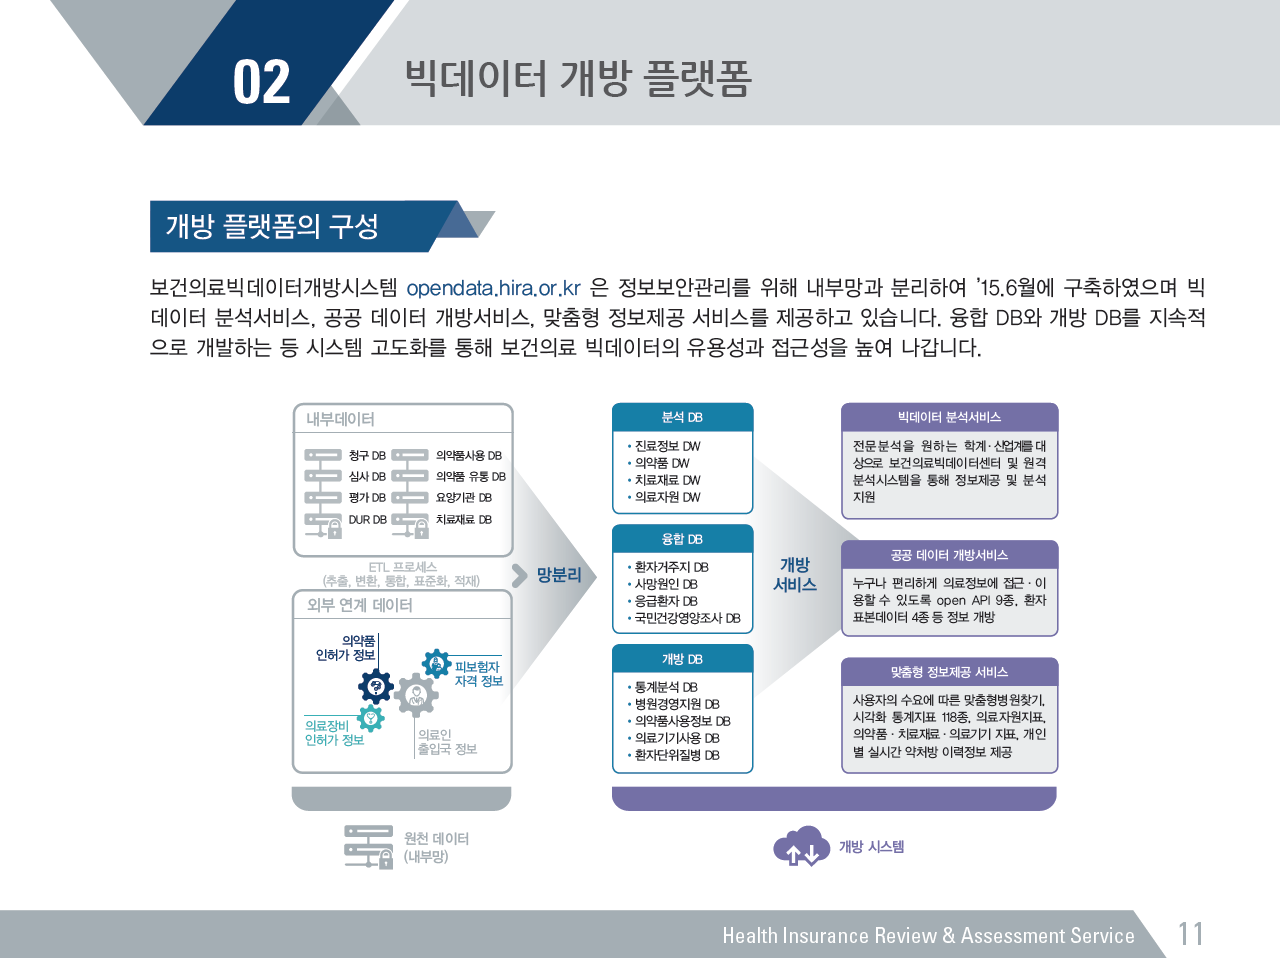 02
빅데이터 개방 플랫폼
개방 플랫폼의 구성
보건의료빅데이터개방시스템 opendata.hira.or.kr 은 정보보안관리를 위해 내부망과 분리하여 ’15.6월에 구축하였으며 빅
데이터 분석서비스, 공공 데이터 개방서비스, 맞춤형 정보제공 서비스를 제공하고 있습니다. 융합 DB와 개방 DB를 지속적
으로 개발하는 등 시스템 고도화를 통해 보건의료 빅데이터의 유용성과 접근성을 높여 나갑니다.
내부데이터
청구 DB
심사 DB
평가 DB
DUR DB
의약품사용 DB
의약품 유통 DB
요양기관 DB
치료재료 DB
ETL 프로세스
(추출, 변환, 통합, 표준화, 적재)
외부 연계 데이터
의약품
인허가 정보
피보험자
자격 정보
의료장비
인허가 정보
의료인
출입국 정보
망분리
분석 DB
• 진료정보 DW
• 의약품 DW
• 치료재료 DW
• 의료자원 DW
융합 DB
• 환자거주지 DB
• 사망원인 DB
• 응급환자 DB
• 국민건강영양조사 DB
개방 DB
• 통계분석 DB
• 병원경영지원 DB
• 의약품사용정보 DB
• 의료기기사용 DB
• 환자단위질병 DB
개방
서비스
빅데이터 분석서비스
전문분석을 원하는 학계·산업계를 대
상으로 보건의료빅데이터센터 및 원격
분석시스템을 통해 정보제공 및 분석
지원
공공 데이터 개방서비스
누구나 편리하게 의료정보에 접근·이
용할 수 있도록 open API 9종, 환자
표본데이터 4종 등 정보 개방
맞춤형 정보제공 서비스
사용자의 수요에 따른 맞춤형병원찾기,
시각화 통계지표 118종, 의료자원지표,
의약품·치료재료·의료기기 지표, 개인
별 실시간 약처방 이력정보 제공
원천 데이터
(내부망)
개방 시스템
Health Insurance Review & Assessment Service
11